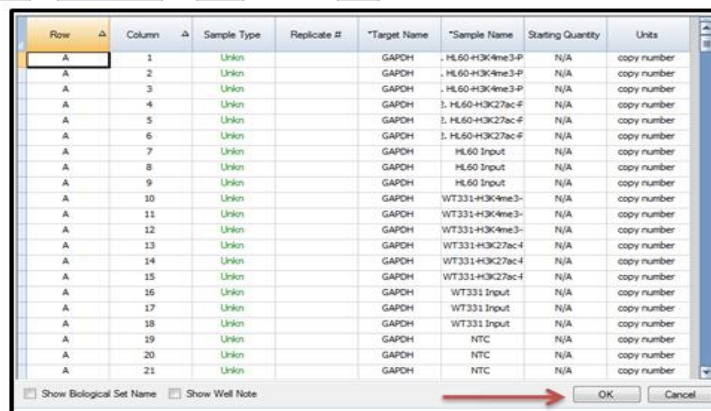 Row Column Sample Type Replicate # *Target Name *Sample Name Starting Quantity Units
A 1 Unkn GAPDH . HL60-H3K4me3-P N/A copy number
A 2 Unkn GAPDH . HL60-H3K4me3-P N/A copy number
A 3 Unkn GAPDH . HL60-H3K4me3-P N/A copy number
A 4 Unkn GAPDH 2. HL60-H3K27ac-F N/A copy number
A 5 Unkn GAPDH 2. HL60-H3K27ac-F N/A copy number
A 6 Unkn GAPDH 2. HL60-H3K27ac-F N/A copy number
A 7 Unkn GAPDH HL60 Input N/A copy number
A 8 Unkn GAPDH HL60 Input N/A copy number
A 9 Unkn GAPDH HL60 Input N/A copy number
A 10 Unkn GAPDH WT331-H3K4me3- N/A copy number
A 11 Unkn GAPDH WT331-H3K4me3- N/A copy number
A 12 Unkn GAPDH WT331-H3K4me3- N/A copy number
A 13 Unkn GAPDH WT331-H3K27ac-F N/A copy number
A 14 Unkn GAPDH WT331-H3K27ac-F N/A copy number
A 15 Unkn GAPDH WT331-H3K27ac-F N/A copy number
A 16 Unkn GAPDH WT331 Input N/A copy number
A 17 Unkn GAPDH WT331 Input N/A copy number
A 18 Unkn GAPDH WT331 Input N/A copy number
A 19 Unkn GAPDH NTC N/A copy number
A 20 Unkn GAPDH NTC N/A copy number
A 21 Unkn GAPDH NTC N/A copy number
Show Biological Set Name Show Well Note OK Cancel